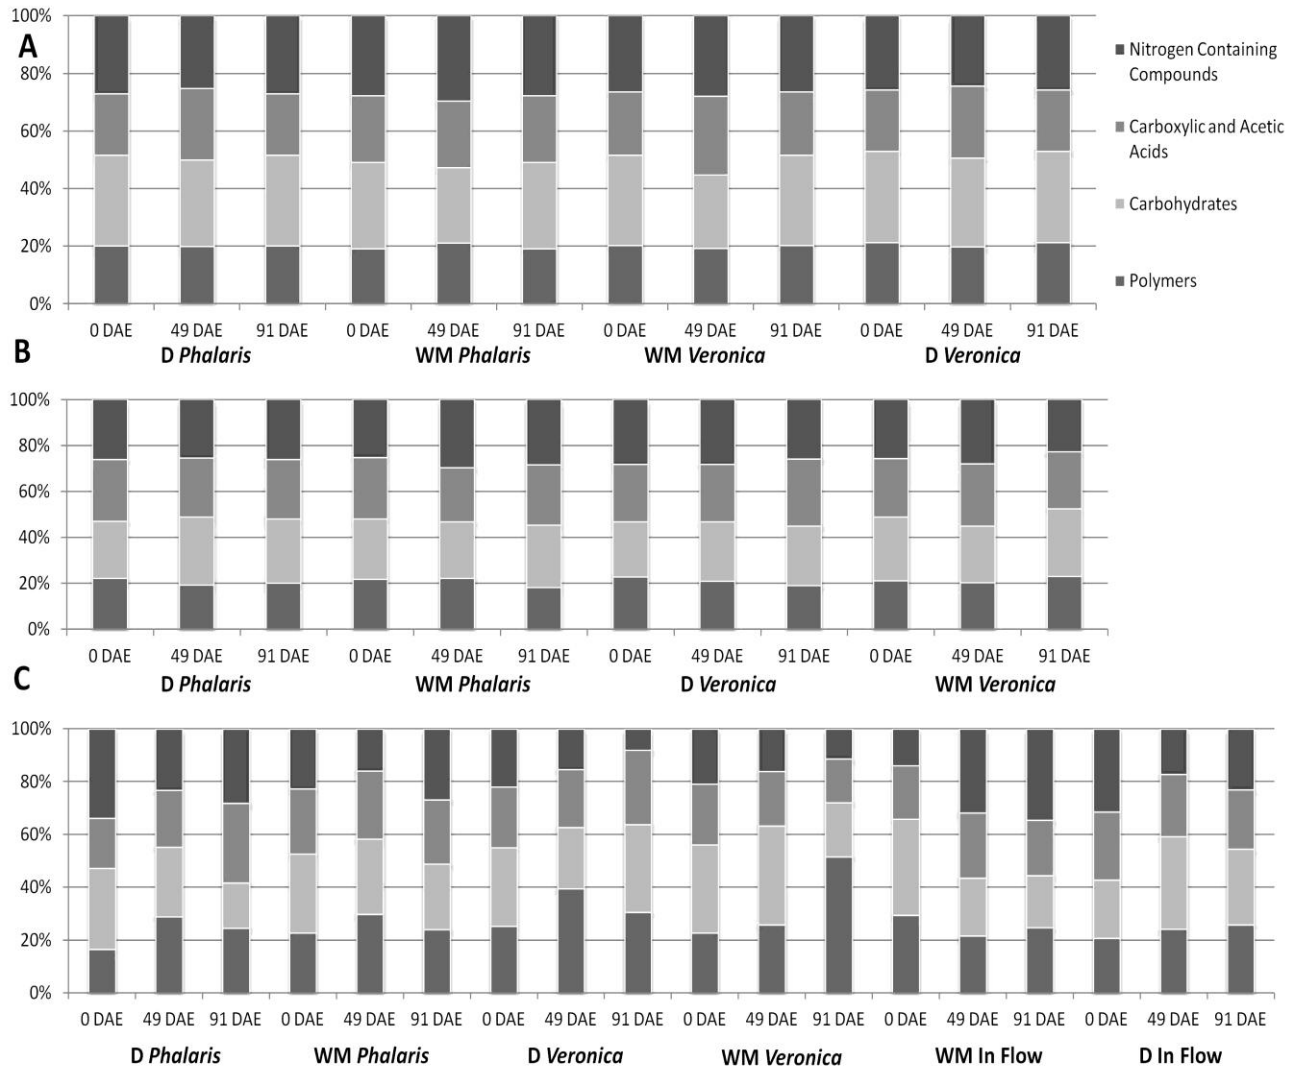 A
100%
80%
60%
40%
20%
0%
0 DAE 49 DAE 91 DAE 0 DAE 49 DAE 91 DAE 0 DAE 49 DAE 91 DAE 0 DAE 49 DAE 91 DAE
D Phalaris WM Phalaris WM Veronica D Veronica
Nitrogen Containing
Compounds
Carboxylic and Acetic
Acids
Carbohydrates
Polymers
B
100%
80%
60%
40%
20%
0%
0 DAE 49 DAE 91 DAE 0 DAE 49 DAE 91 DAE 0 DAE 49 DAE 91 DAE 0 DAE 49 DAE 91 DAE
D Phalaris WM Phalaris D Veronica WM Veronica
C
100%
80%
60%
40%
20%
0%
0 DAE 49 DAE 91 DAE 0 DAE 49 DAE 91 DAE 0 DAE 49 DAE 91 DAE 0 DAE 49 DAE 91 DAE 0 DAE 49 DAE 91 DAE 0 DAE 49 DAE 91 DAE
D Phalaris WM Phalaris D Veronica WM Veronica WM In Flow D In Flow